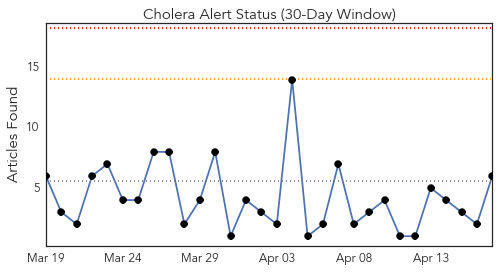 Cholera Alert Status (30-Day Window)
Articles Found
15
10
5
Mar 19 Mar 24 Mar 29 Apr 03 Apr 08 Apr 13